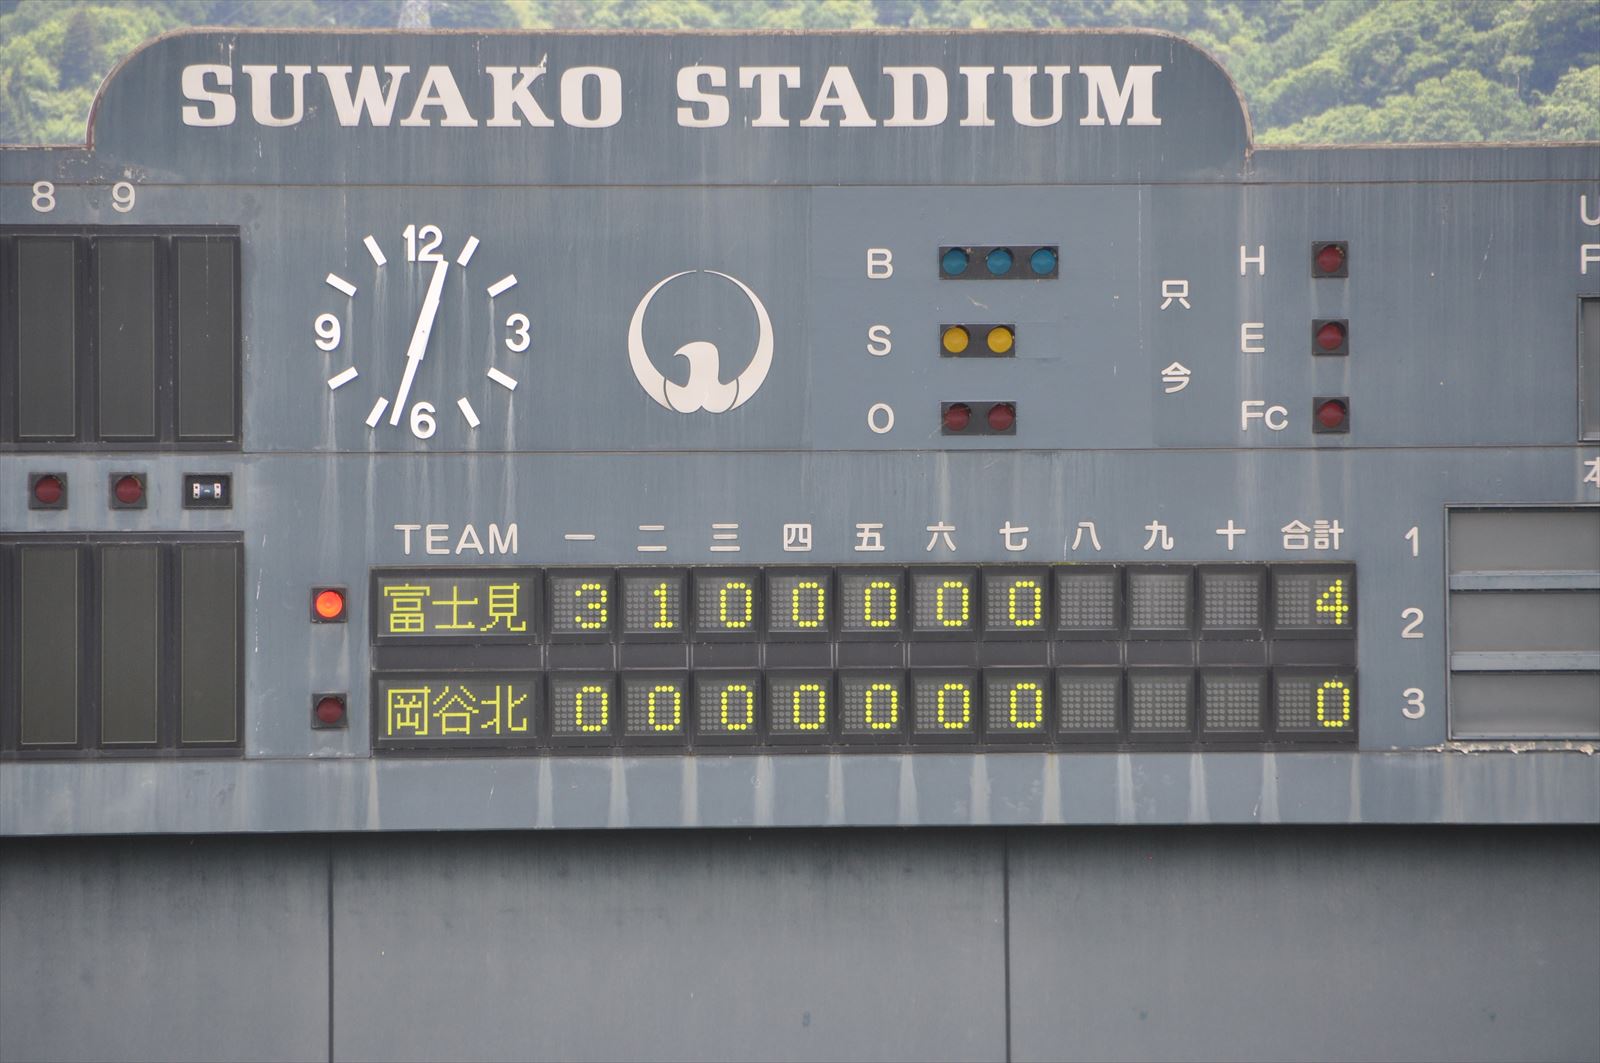 SUWAKO STADIUM
8 9
12
3
6
9
B
S
O
只今
H
E
Fc
TEAM 一 二 三 四 五 六 七 八 九 十 合計
富士見 3 1 0 0 0 0 0 4
岡谷北 0 0 0 0 0 0 0 0
1
2
3